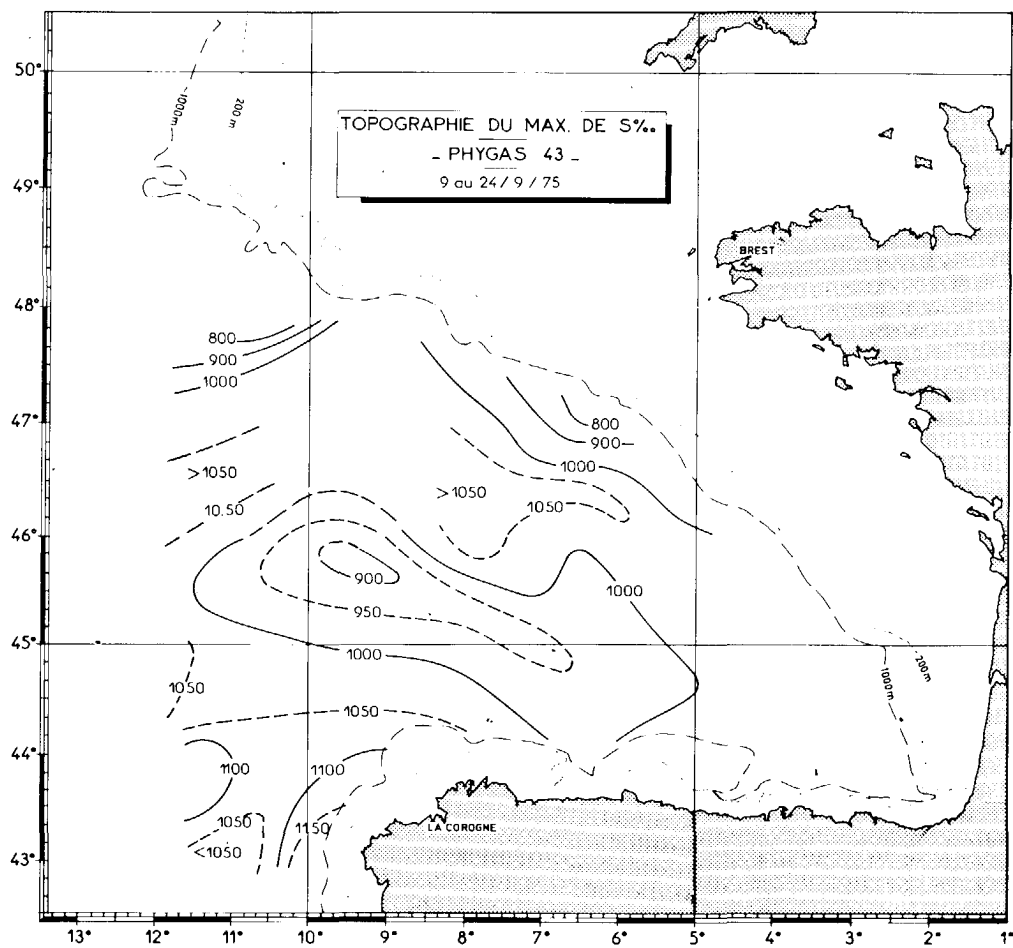 50°
49°
48°
47°
46°
45°
44°
43°
1000m
200 m
TOPOGRAPHIE DU MAX. DE S‰
- PHYGAS 43 -
9 au 24/9/75
BREST
800
900
1000
>1050
10.50
800
900
1000
>1050
1050
900
950
1000
1000
1050
1050
1100
1100
1050
<1050
1150
200m
1000m
LA COROGNE
13° 12° 11° 10° 9° 8° 7° 6° 5° 4° 3° 2° 1°